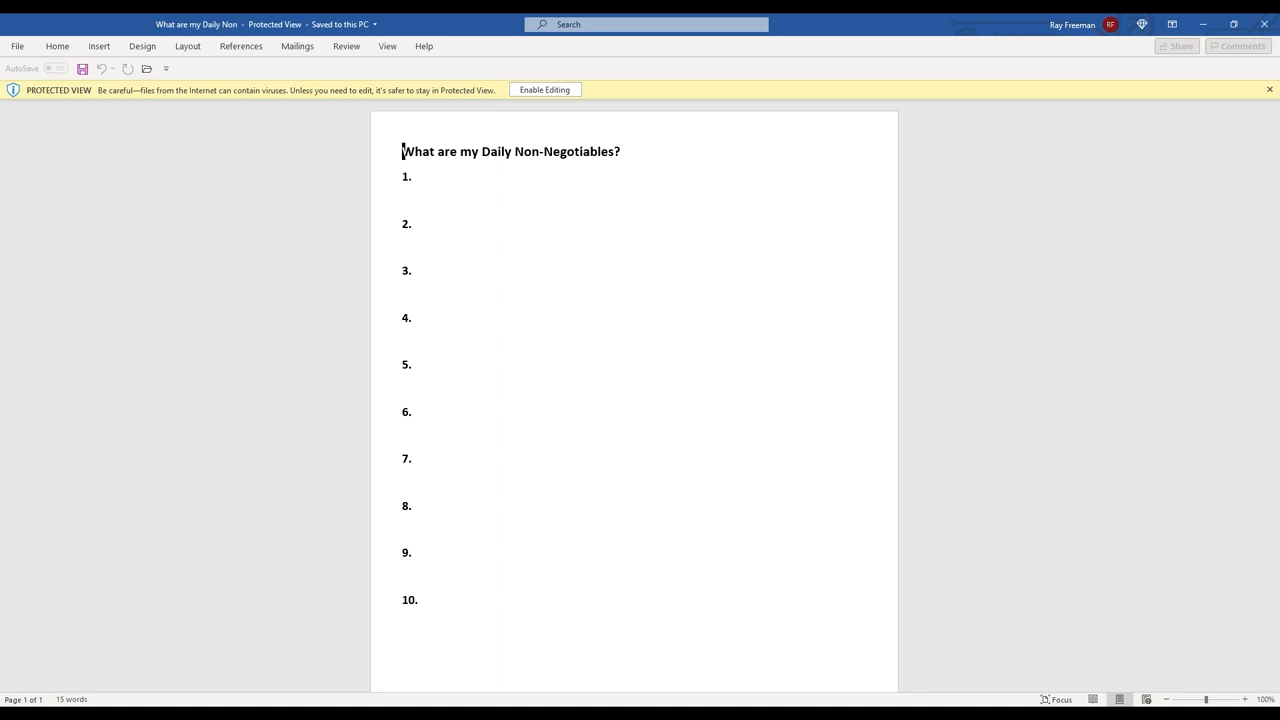 What are my Daily Non - Protected View - Saved to this PC
Search
Ray Freeman
RF
File Home Insert Design Layout References Mailings Review View Help
Share
Comments
AutoSave Off
PROTECTED VIEW Be careful—files from the Internet can contain viruses. Unless you need to edit, it's safer to stay in Protected View.
Enable Editing
What are my Daily Non-Negotiables?
1.
2.
3.
4.
5.
6.
7.
8.
9.
10.
Page 1 of 1 15 words
Focus
100%